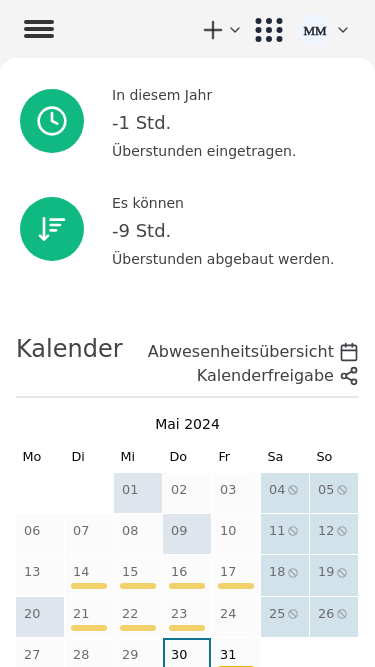 MM
In diesem Jahr
-1 Std.
Überstunden eingetragen.
Es können
-9 Std.
Überstunden abgebaut werden.
Kalender
Abwesenheitsübersicht
Kalenderfreigabe
Mai 2024
Mo Di Mi Do Fr Sa So
01 02 03 04 05
06 07 08 09 10 11 12
13 14 15 16 17 18 19
20 21 22 23 24 25 26
27 28 29 30 31